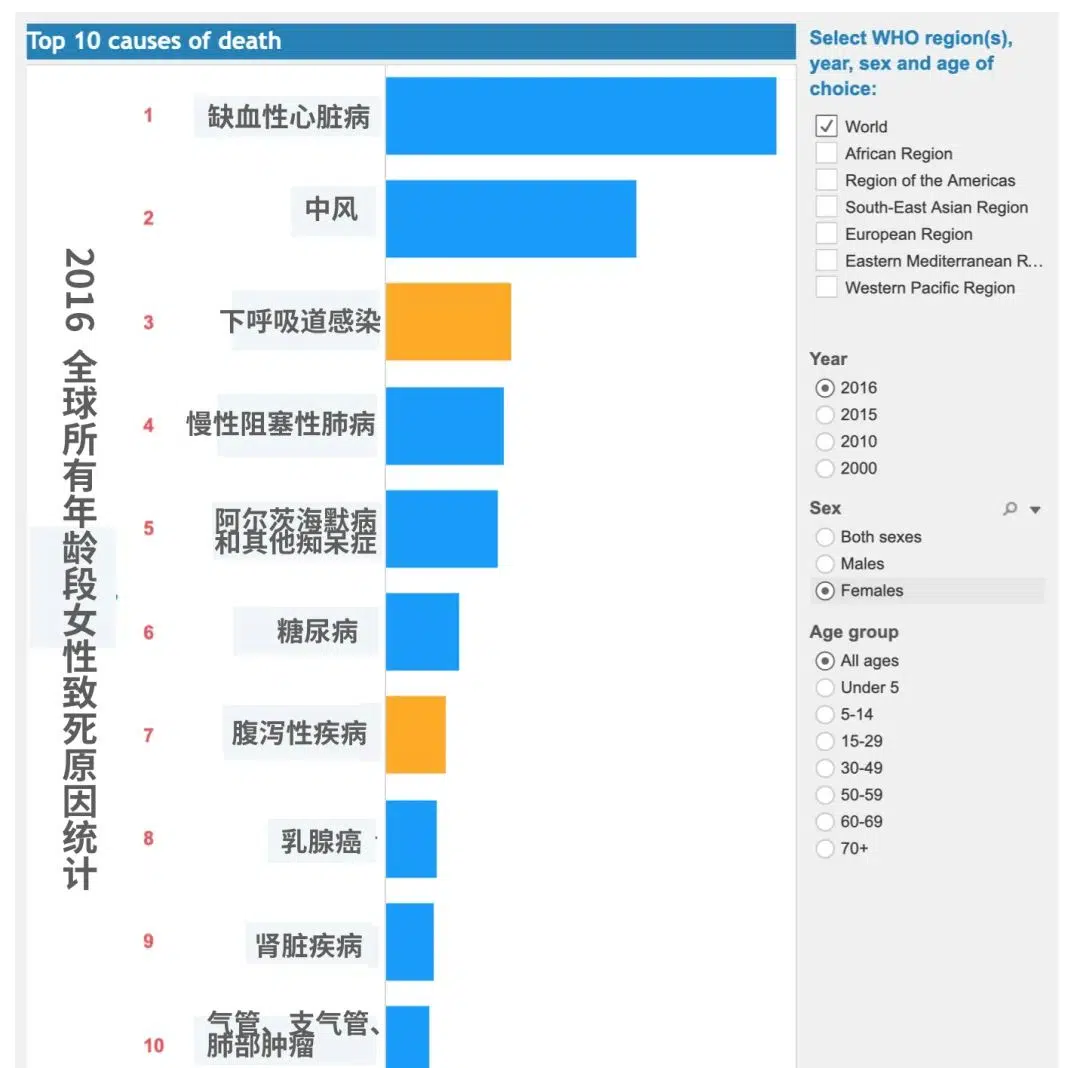 Top 10 causes of death
2016 全球所有年龄段女性致死原因统计
1 缺血性心脏病
2 中风
3 下呼吸道感染
4 慢性阻塞性肺病
5 阿尔茨海默病
和其他痴呆症
6 糖尿病
7 腹泻性疾病
8 乳腺癌
9 肾脏疾病
10 气管、支气管、
肺部肿瘤
Select WHO region(s),
year, sex and age of
choice:
World
African Region
Region of the Americas
South-East Asian Region
European Region
Eastern Mediterranean R...
Western Pacific Region
Year
2016
2015
2010
2000
Sex
Both sexes
Males
Females
Age group
All ages
Under 5
5-14
15-29
30-49
50-59
60-69
70+